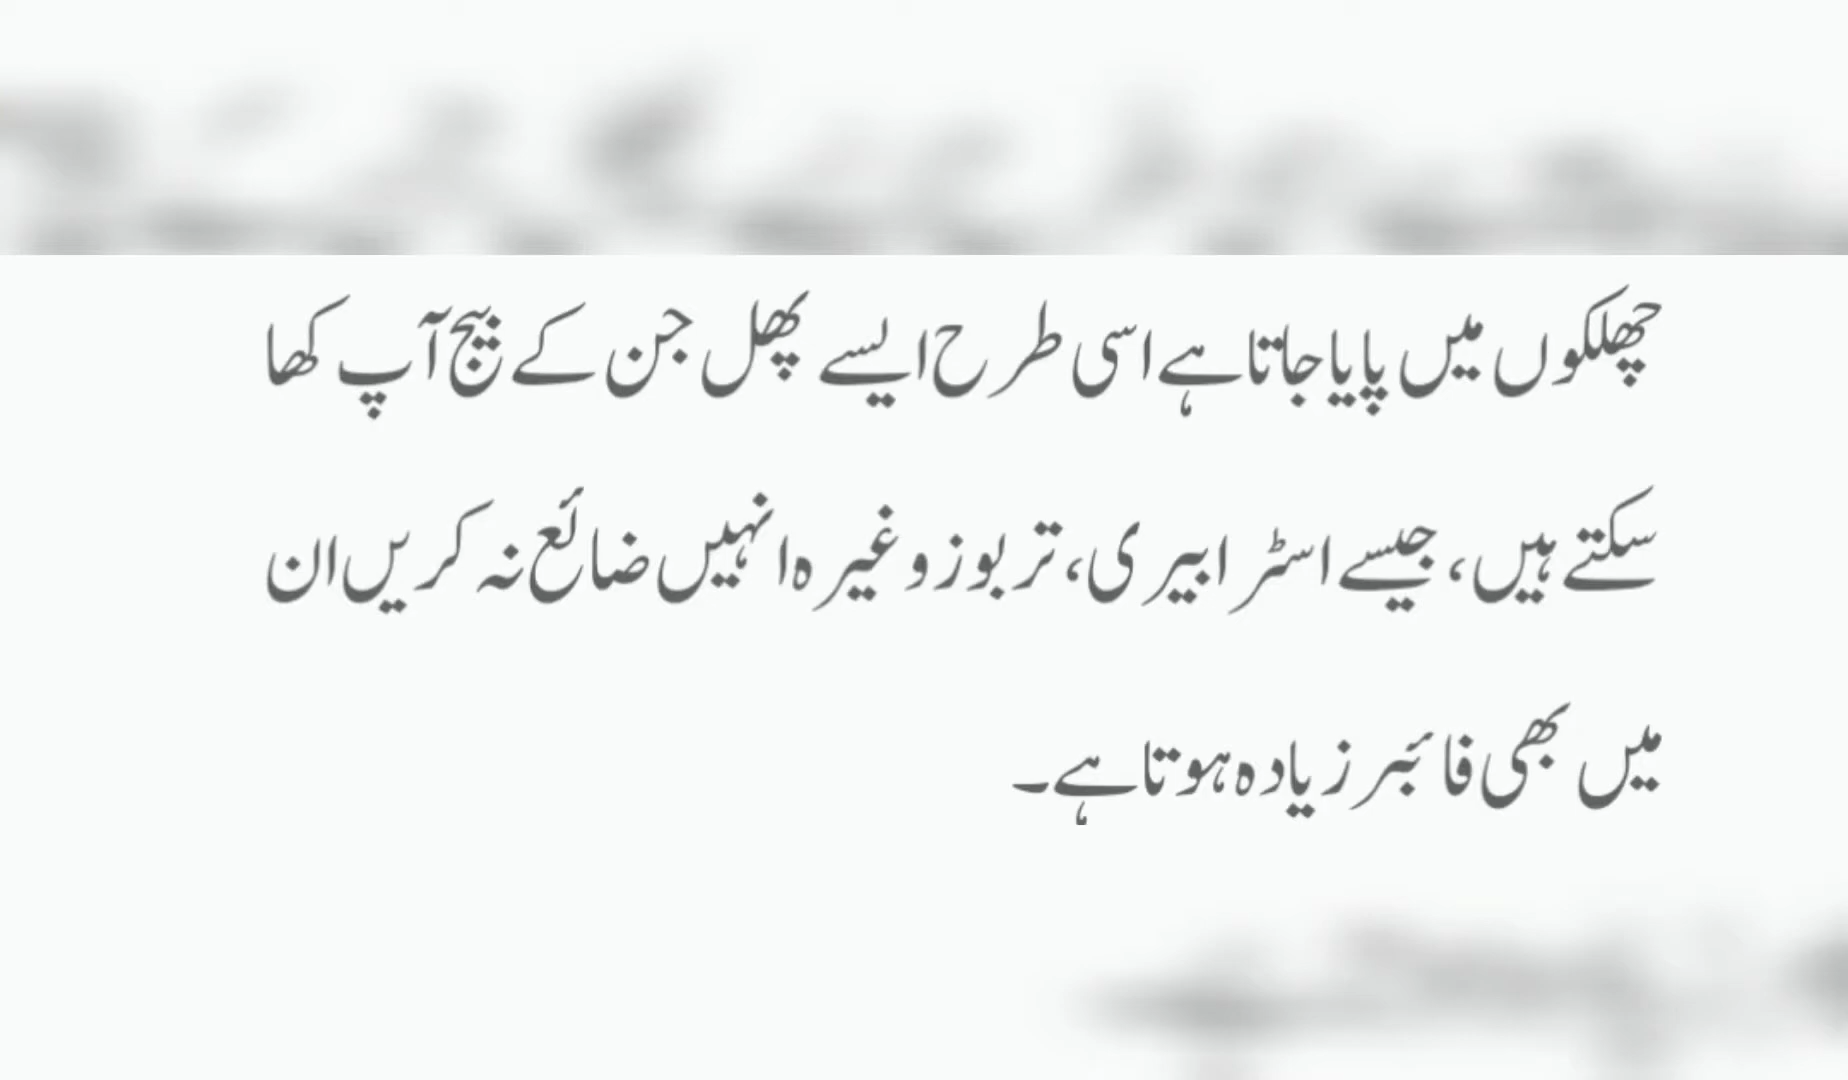 چھلکوں میں پایا جاتا ہے اسی طرح ایسے پھل جن کے بیج آپ کھا
سکتے ہیں، جیسے اسٹرابیری، تربوز وغیرہ انہیں ضائع نہ کریں ان
میں بھی فائبر زیادہ ہوتا ہے۔